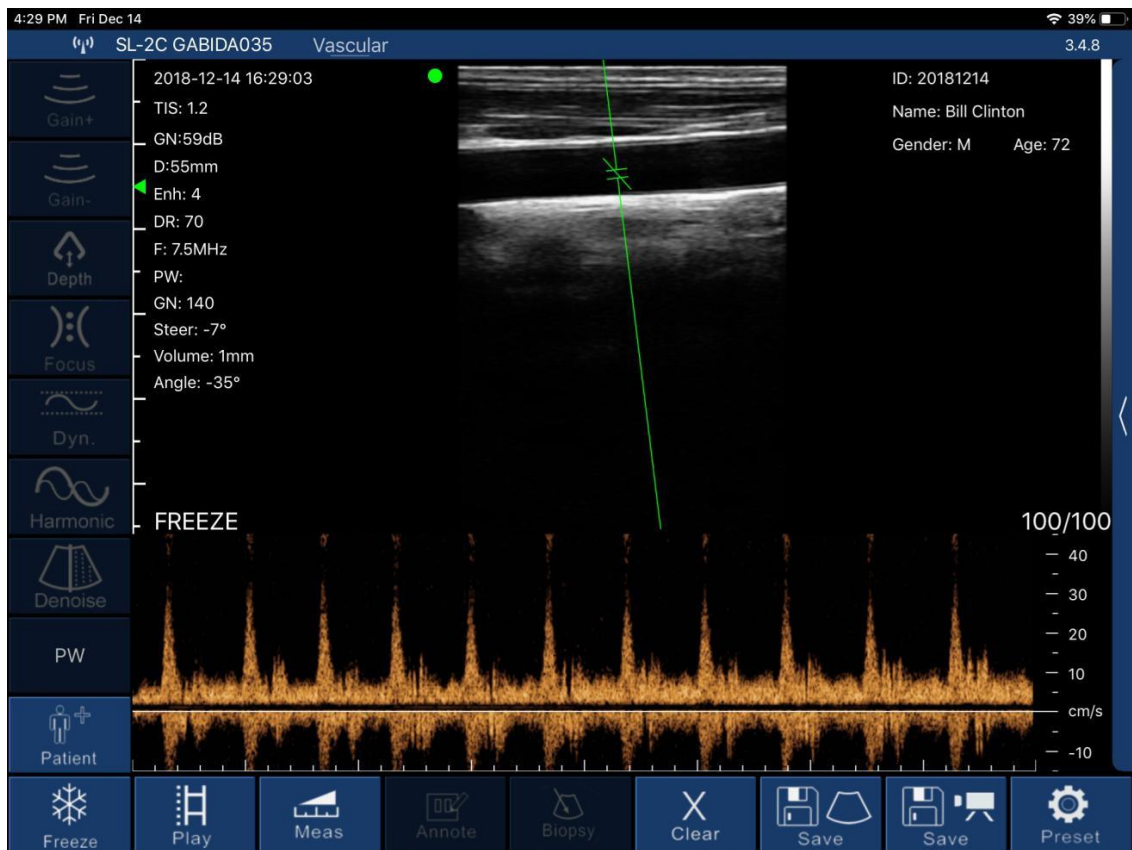 4:29 PM Fri Dec 14
39%
SL-2C GABIDA035 Vascular 3.4.8
Gain+
Gain-
Depth
Focus
Dyn.
Harmonic
Denoise
PW
Patient
2018-12-14 16:29:03
TIS: 1.2
GN:59dB
D:55mm
Enh: 4
DR: 70
F: 7.5MHz
PW:
GN: 140
Steer: -7°
Volume: 1mm
Angle: -35°
ID: 20181214
Name: Bill Clinton
Gender: M Age: 72
FREEZE
100/100
40
30
20
10
cm/s
-10
Freeze
Play
Meas
Annote
Biopsy
Clear
Save
Save
Preset